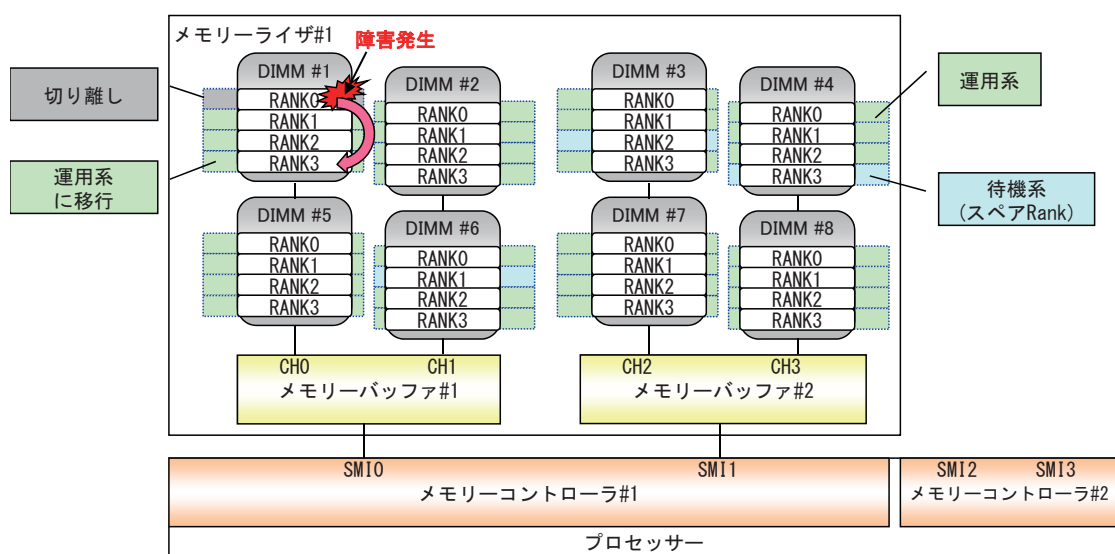 メモリーライザ#1
障害発生
切り離し
運用系
に移行
DIMM #1
RANK0
RANK1
RANK2
RANK3
DIMM #2
RANK0
RANK1
RANK2
RANK3
DIMM #3
RANK0
RANK1
RANK2
RANK3
DIMM #4
RANK0
RANK1
RANK2
RANK3
運用系
待機系
(スペアRank)
DIMM #5
RANK0
RANK1
RANK2
RANK3
DIMM #6
RANK0
RANK1
RANK2
RANK3
DIMM #7
RANK0
RANK1
RANK2
RANK3
DIMM #8
RANK0
RANK1
RANK2
RANK3
CH0 CH1
メモリーバッファ#1
CH2 CH3
メモリーバッファ#2
SMI0 SMI1
メモリーコントローラ#1
SMI2 SMI3
メモリーコントローラ#2
プロセッサー